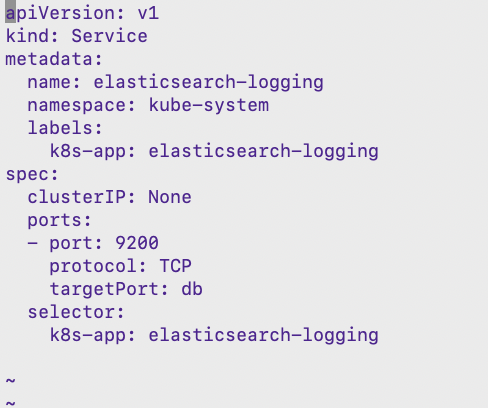 apiVersion: v1
kind: Service
metadata:
  name: elasticsearch-logging
  namespace: kube-system
  labels:
    k8s-app: elasticsearch-logging
spec:
  clusterIP: None
  ports:
  - port: 9200
    protocol: TCP
    targetPort: db
  selector:
    k8s-app: elasticsearch-logging

~
~